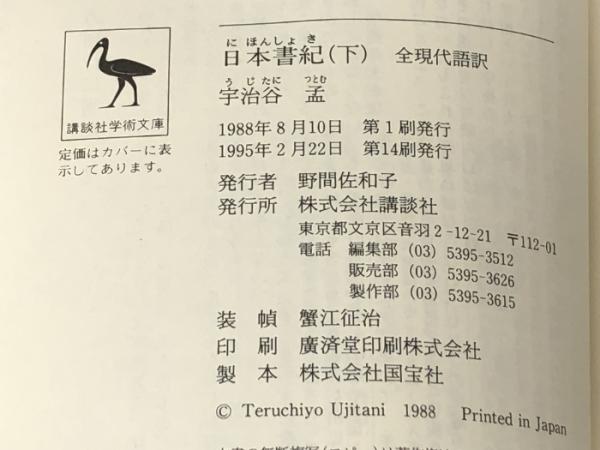 講談社学術文庫
定価はカバーに表
示してあります。
にほんしょき
日本書紀(下) 全現代語訳
うじたに つとむ
宇治谷 孟
1988年8月10日 第1刷発行
1995年2月22日 第14刷発行
発行者 野間佐和子
発行所 株式会社講談社
東京都文京区音羽2-12-21 〒112-01
電話 編集部(03)5395-3512
販売部(03)5395-3626
製作部(03)5395-3615
装幀 蟹江征治
印刷 廣済堂印刷株式会社
製本 株式会社国宝社
© Teruchiyo Ujitani 1988 Printed in Japan